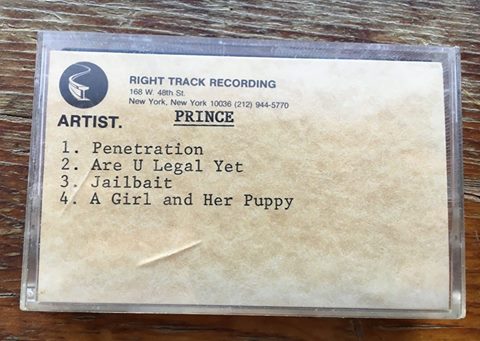 RIGHT TRACK RECORDING
168 W. 48th St.
New York, New York 10036 (212) 944-5770
ARTIST. PRINCE
1. Penetration
2. Are U Legal Yet
3. Jailbait
4. A Girl and Her Puppy